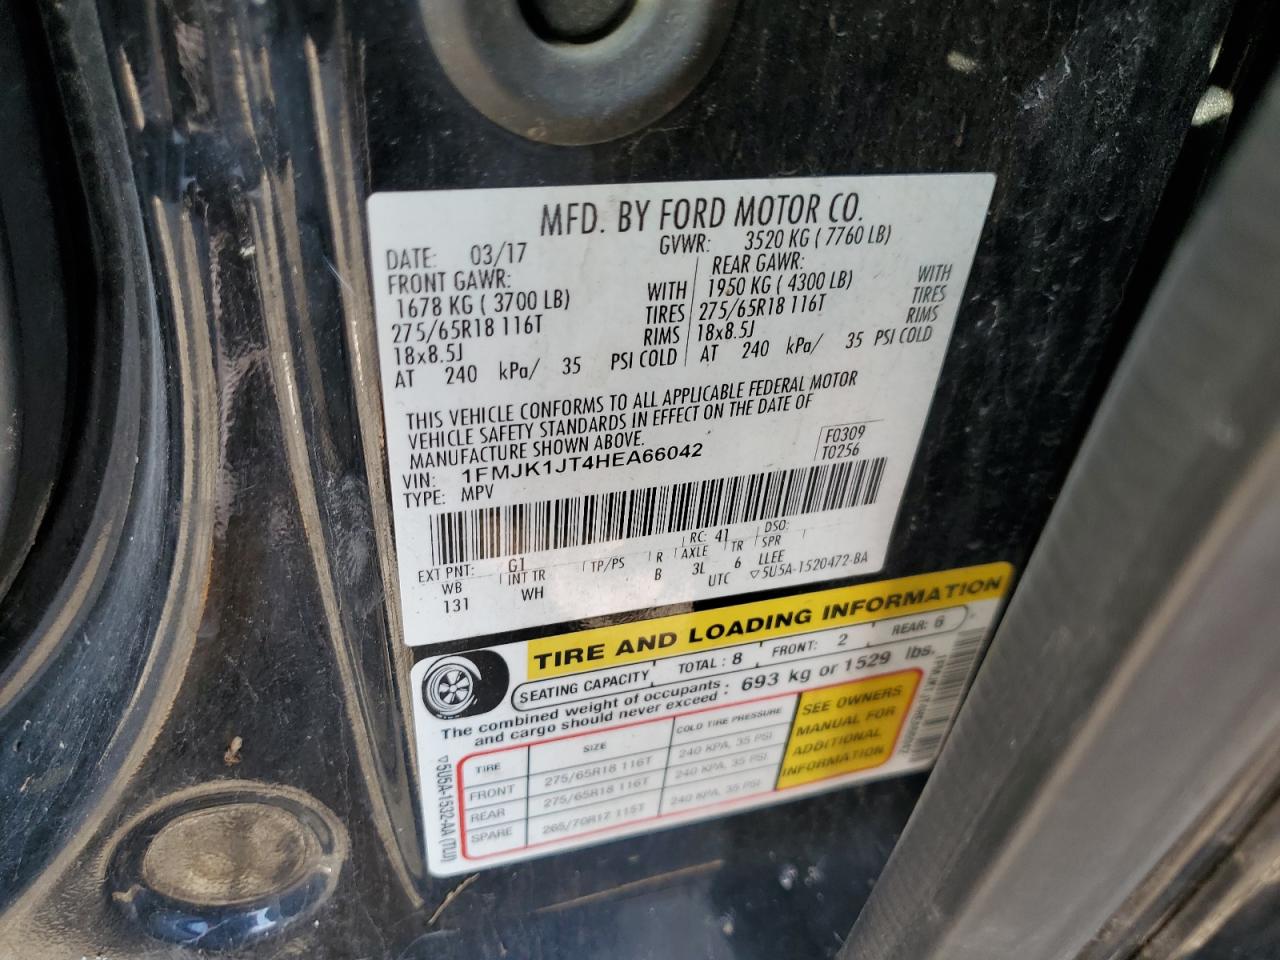 MFD. BY FORD MOTOR CO.
DATE: 03/17 GVWR: 3520 KG ( 7760 LB)
FRONT GAWR: REAR GAWR:
1678 KG ( 3700 LB) WITH 1950 KG ( 4300 LB) WITH
275/65R18 116T TIRES 275/65R18 116T TIRES
18x8.5J RIMS 18x8.5J RIMS
AT 240 kPa/ 35 PSI COLD AT 240 kPa/ 35 PSI COLD
THIS VEHICLE CONFORMS TO ALL APPLICABLE FEDERAL MOTOR
VEHICLE SAFETY STANDARDS IN EFFECT ON THE DATE OF
MANUFACTURE SHOWN ABOVE.
F0309
T0256
VIN: 1FMJK1JT4HEA66042
TYPE: MPV
EXT PNT: G1 RC: 41 DSO:
WB INT TR TP/PS R AXLE TR SPR
131 WH B 3L 6 LLEE
UTC ▽5U5A-1520472-BA
TIRE AND LOADING INFORMATION
SEATING CAPACITY TOTAL : 8 FRONT: 2 REAR: 6
The combined weight of occupants and cargo should never exceed : 693 kg or 1529 lbs.
TIRE SIZE COLD TIRE PRESSURE
FRONT 275/65R18 116T 240 KPA, 35 PSI
REAR 275/65R18 116T 240 KPA, 35 PSI
SPARE 265/70R17 115T 240 KPA, 35 PSI
SEE OWNERS
MANUAL FOR
ADDITIONAL
INFORMATION
▽5U5A-1532-AA (TLI)